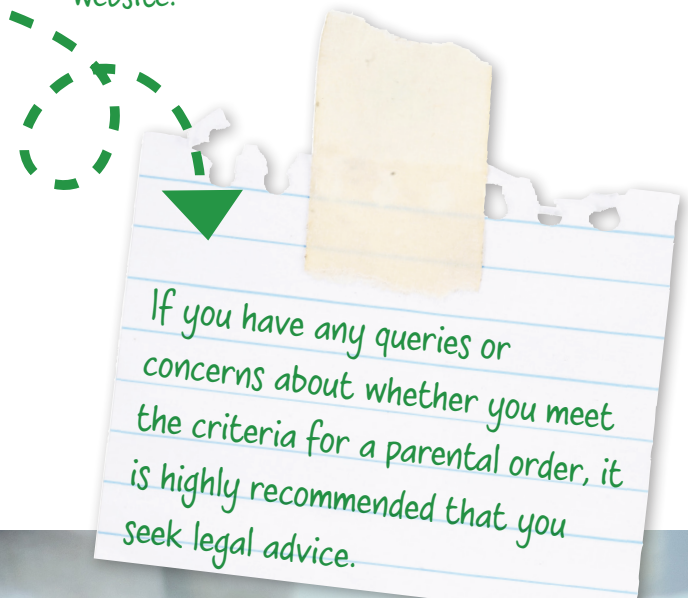 website.
If you have any queries or
concerns about whether you meet
the criteria for a parental order, it
is highly recommended that you
seek legal advice.